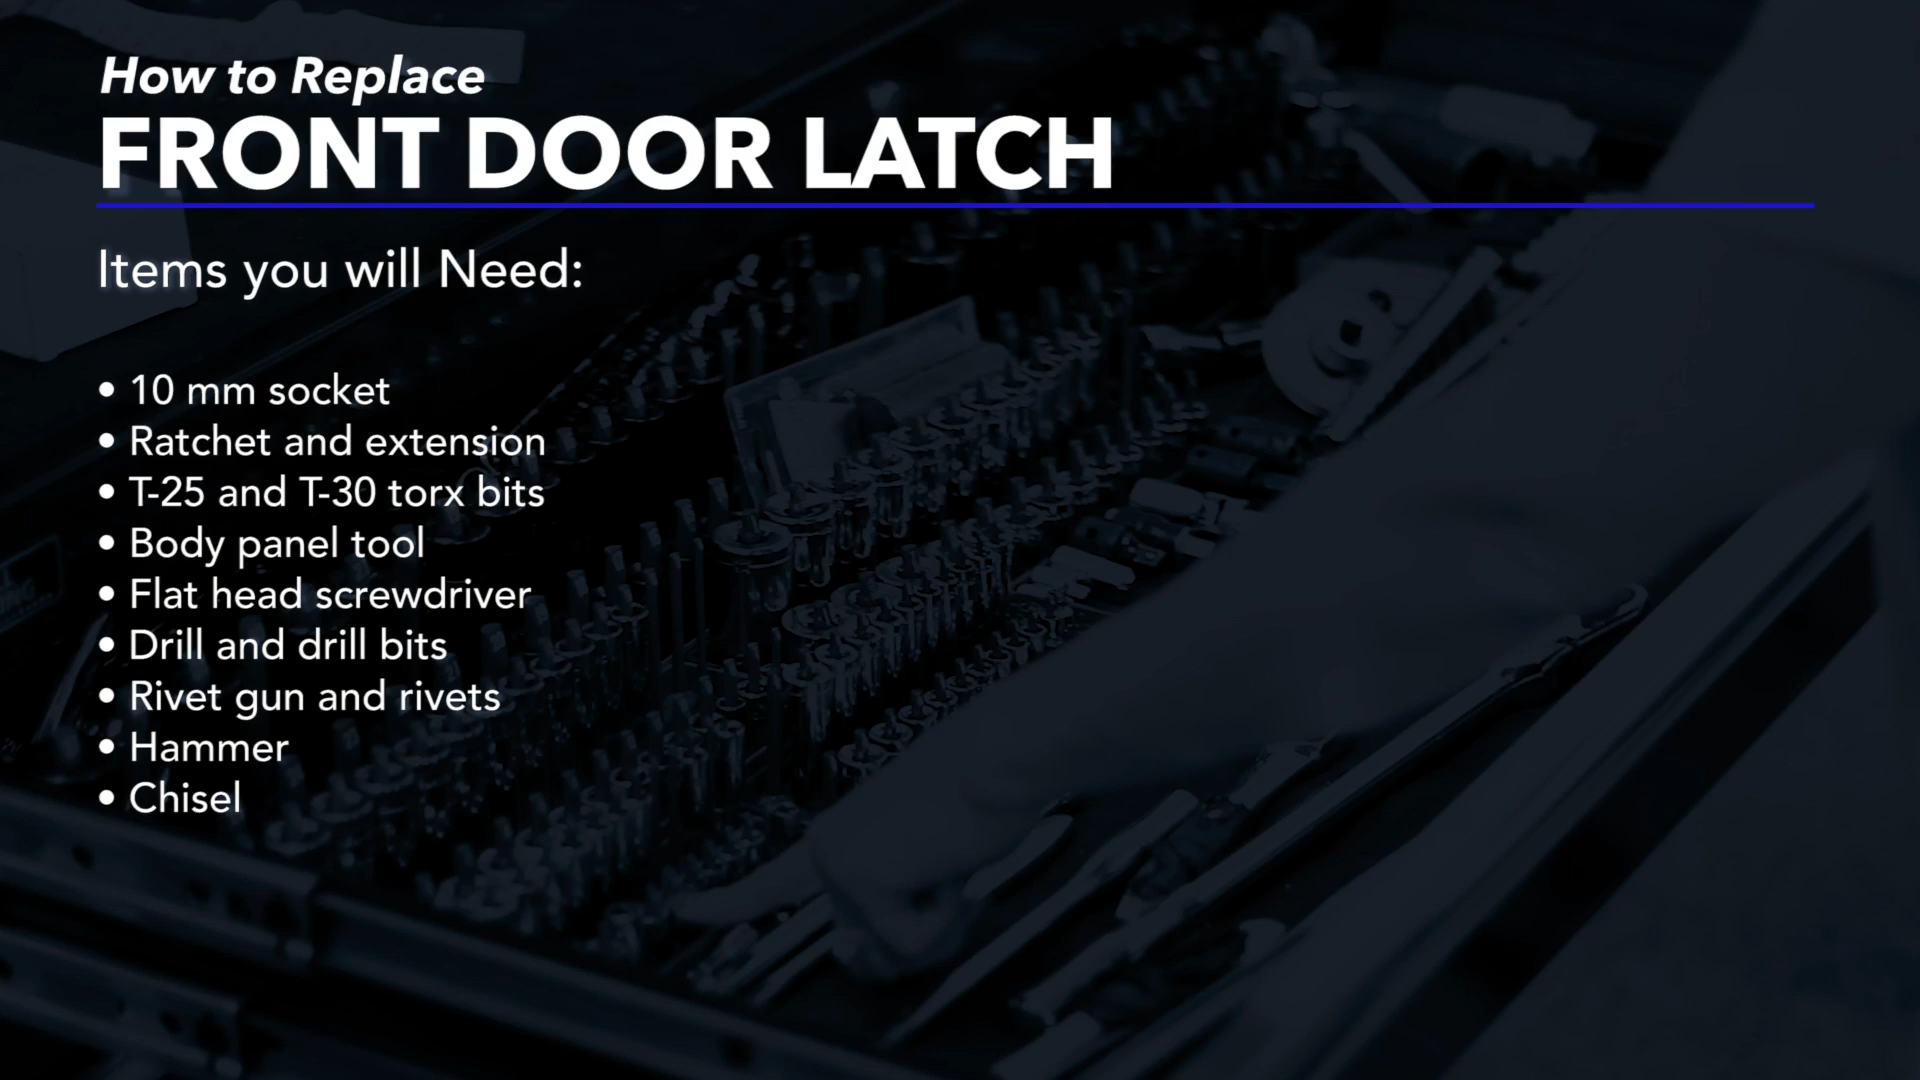 How to Replace
FRONT DOOR LATCH
Items you will Need:
• 10 mm socket
• Ratchet and extension
• T-25 and T-30 torx bits
• Body panel tool
• Flat head screwdriver
• Drill and drill bits
• Rivet gun and rivets
• Hammer
• Chisel